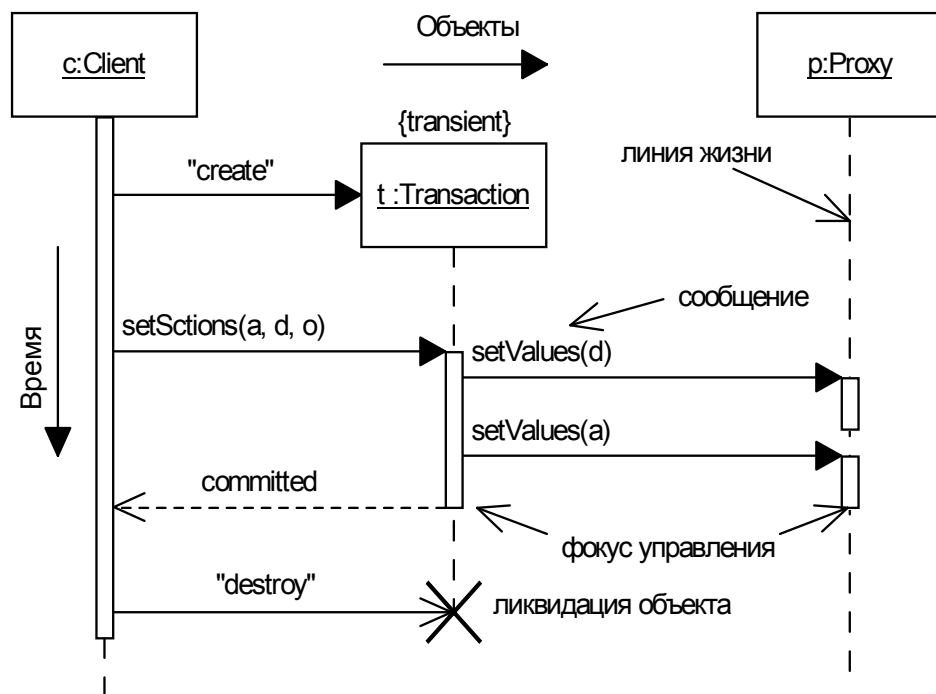 Объекты
c:Client
p:Proxy
{transient}
линия жизни
"create"
t :Transaction
сообщение
setSctions(a, d, o)
setValues(d)
Время
setValues(a)
committed
фокус управления
"destroy"
ликвидация объекта